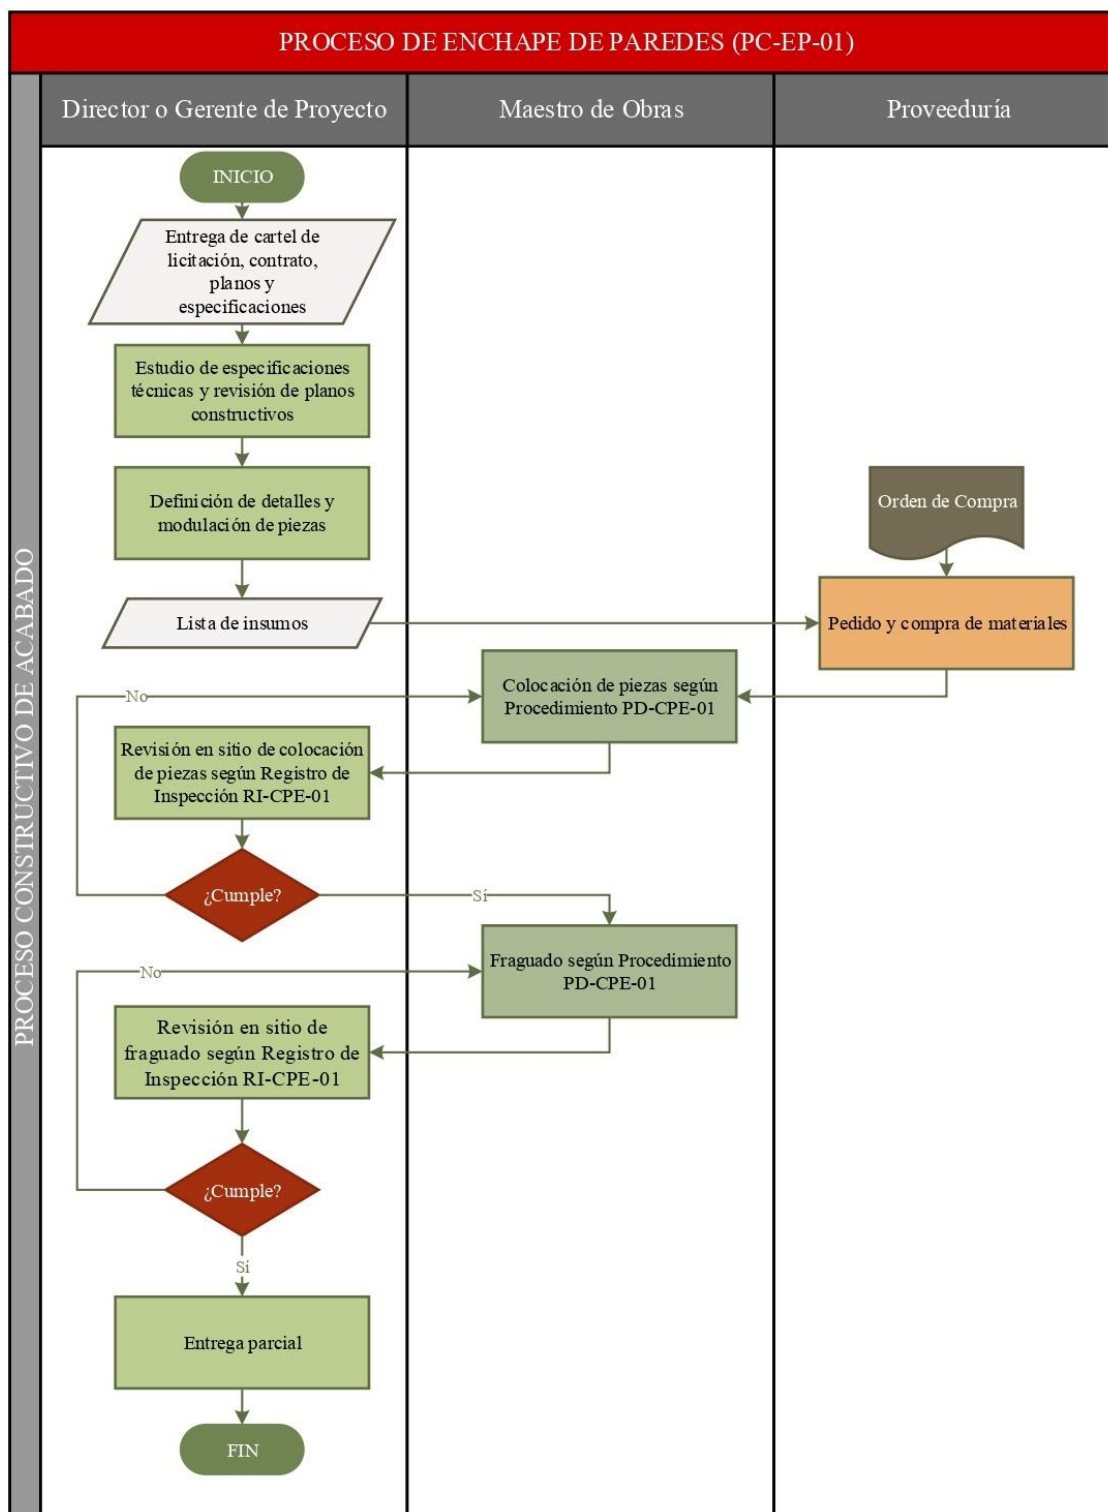 PROCESO DE ENCHAPE DE PAREDES (PC-EP-01)
PROCESO CONSTRUCTIVO DE ACABADO
Director o Gerente de Proyecto
Maestro de Obras
Proveeduría
INICIO
Entrega de cartel de
licitación, contrato,
planos y
especificaciones
Estudio de especificaciones
técnicas y revisión de planos
constructivos
Definición de detalles y
modulación de piezas
Orden de Compra
Lista de insumos
Pedido y compra de materiales
Colocación de piezas según
Procedimiento PD-CPE-01
No
Revisión en sitio de colocación
de piezas según Registro de
Inspección RI-CPE-01
¿Cumple?
Sí
Fraguado según Procedimiento
PD-CPE-01
No
Revisión en sitio de
fraguado según Registro de
Inspección RI-CPE-01
¿Cumple?
Sí
Entrega parcial
FIN